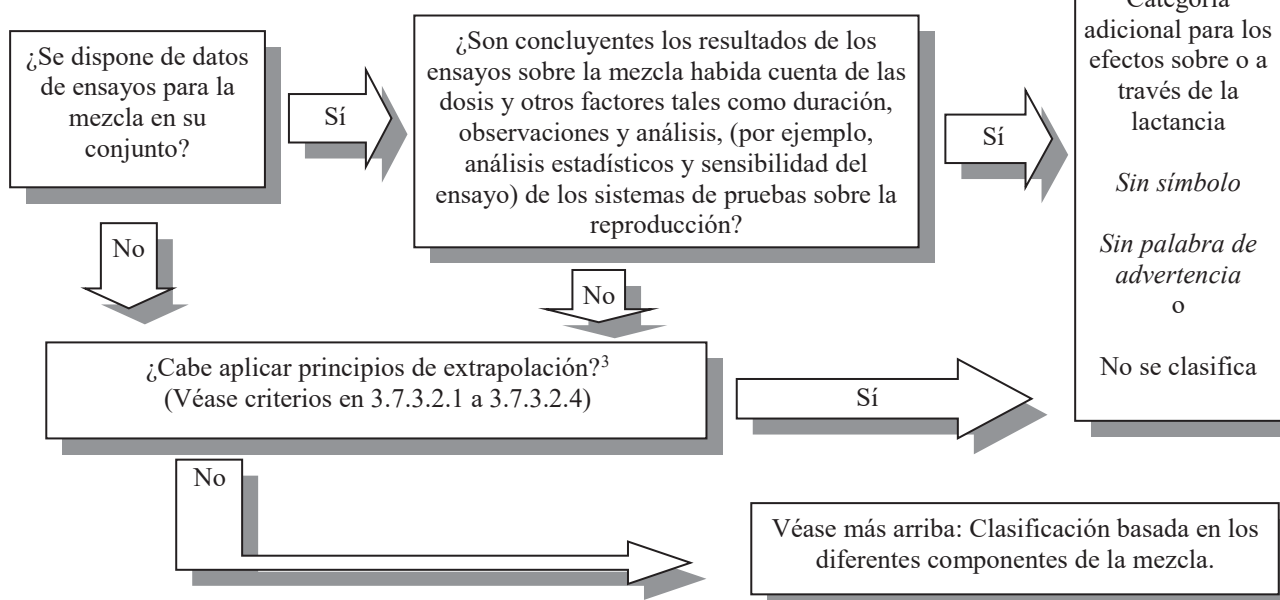 ¿Se dispone de datos
de ensayos para la
mezcla en su
conjunto?
Sí
¿Son concluyentes los resultados de los
ensayos sobre la mezcla habida cuenta de las
dosis y otros factores tales como duración,
observaciones y análisis, (por ejemplo,
análisis estadísticos y sensibilidad del
ensayo) de los sistemas de pruebas sobre la
reproducción?
Sí
Categoría
adicional para los
efectos sobre o a
través de la
lactancia
Sin símbolo
Sin palabra de
advertencia
o
No se clasifica
No
No
¿Cabe aplicar principios de extrapolación?³
(Véase criterios en 3.7.3.2.1 a 3.7.3.2.4)
Sí
No
Véase más arriba: Clasificación basada en los
diferentes componentes de la mezcla.